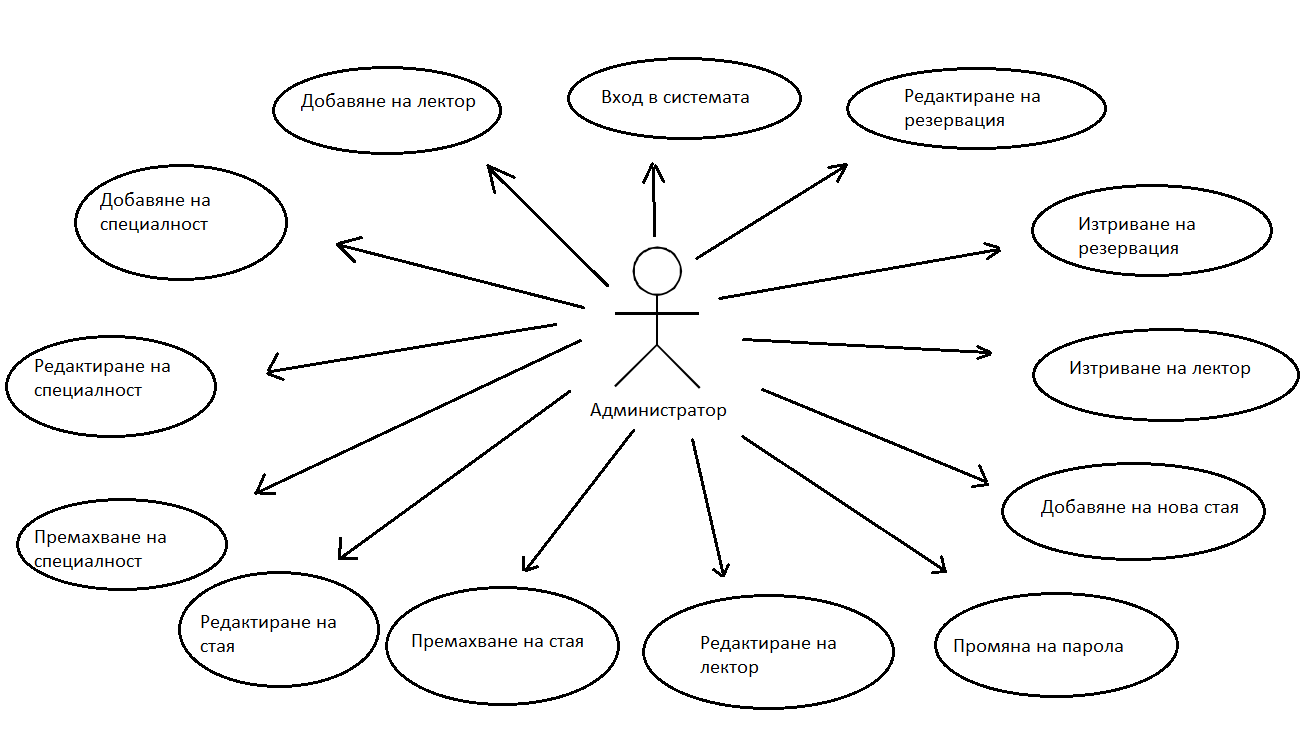 Добавяне на лектор
Вход в системата
Редактиране на
резервация
Добавяне на
специалност
Изтриване на
резервация
Редактиране на
специалност
Изтриване на лектор
Администратор
Добавяне на нова стая
Премахване на
специалност
Редактиране на
стая
Премахване на стая
Редактиране на
лектор
Промяна на парола